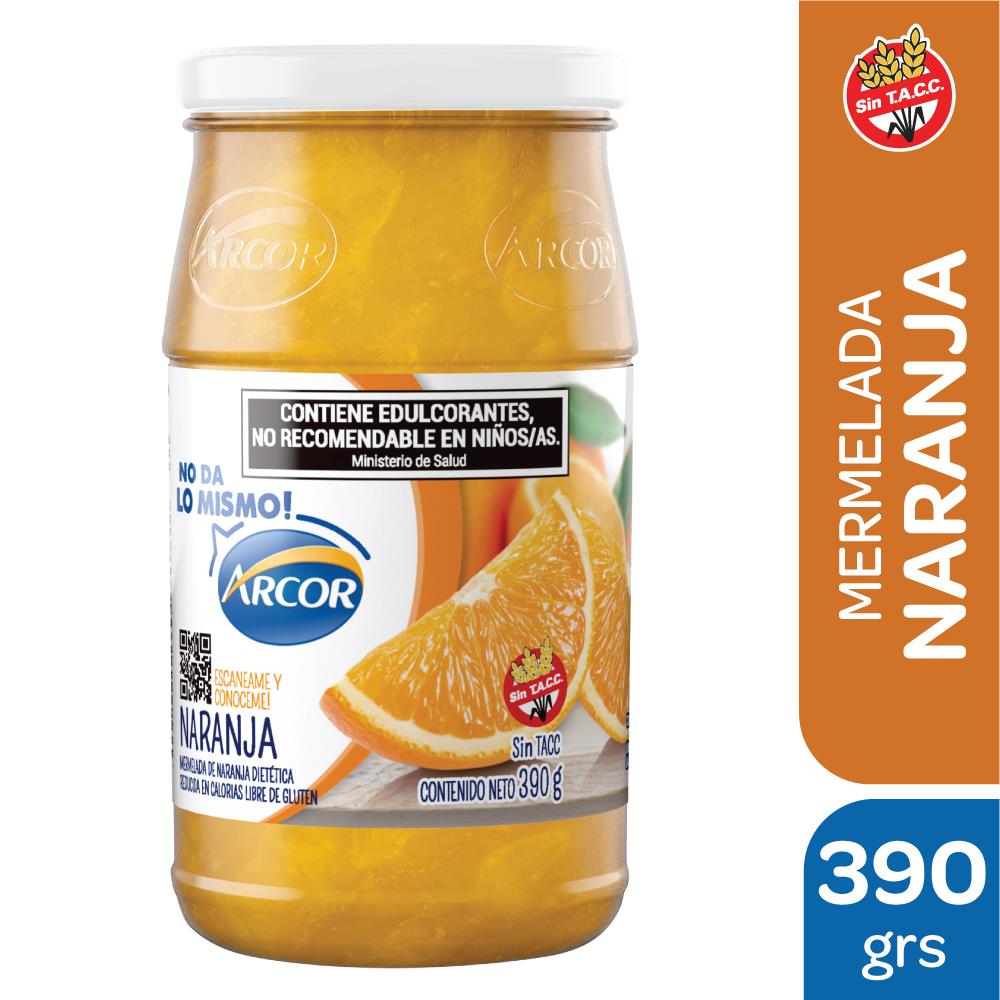 ARCOR
ARCOR
CONTIENE EDULCORANTES,
NO RECOMENDABLE EN NIÑOS/AS.
Ministerio de Salud
NO DA
LO MISMO!
ARCOR
ESCANEAME Y
CONOCEME!
NARANJA
MERMELADA DE NARANJA DIETÉTICA
REDUCIDA EN CALORÍAS LIBRE DE GLUTEN
Sin T.A.C.C.
Sin TACC
CONTENIDO NETO 390 g
Sin T.A.C.C.
MERMELADA
NARANJA
390
grs